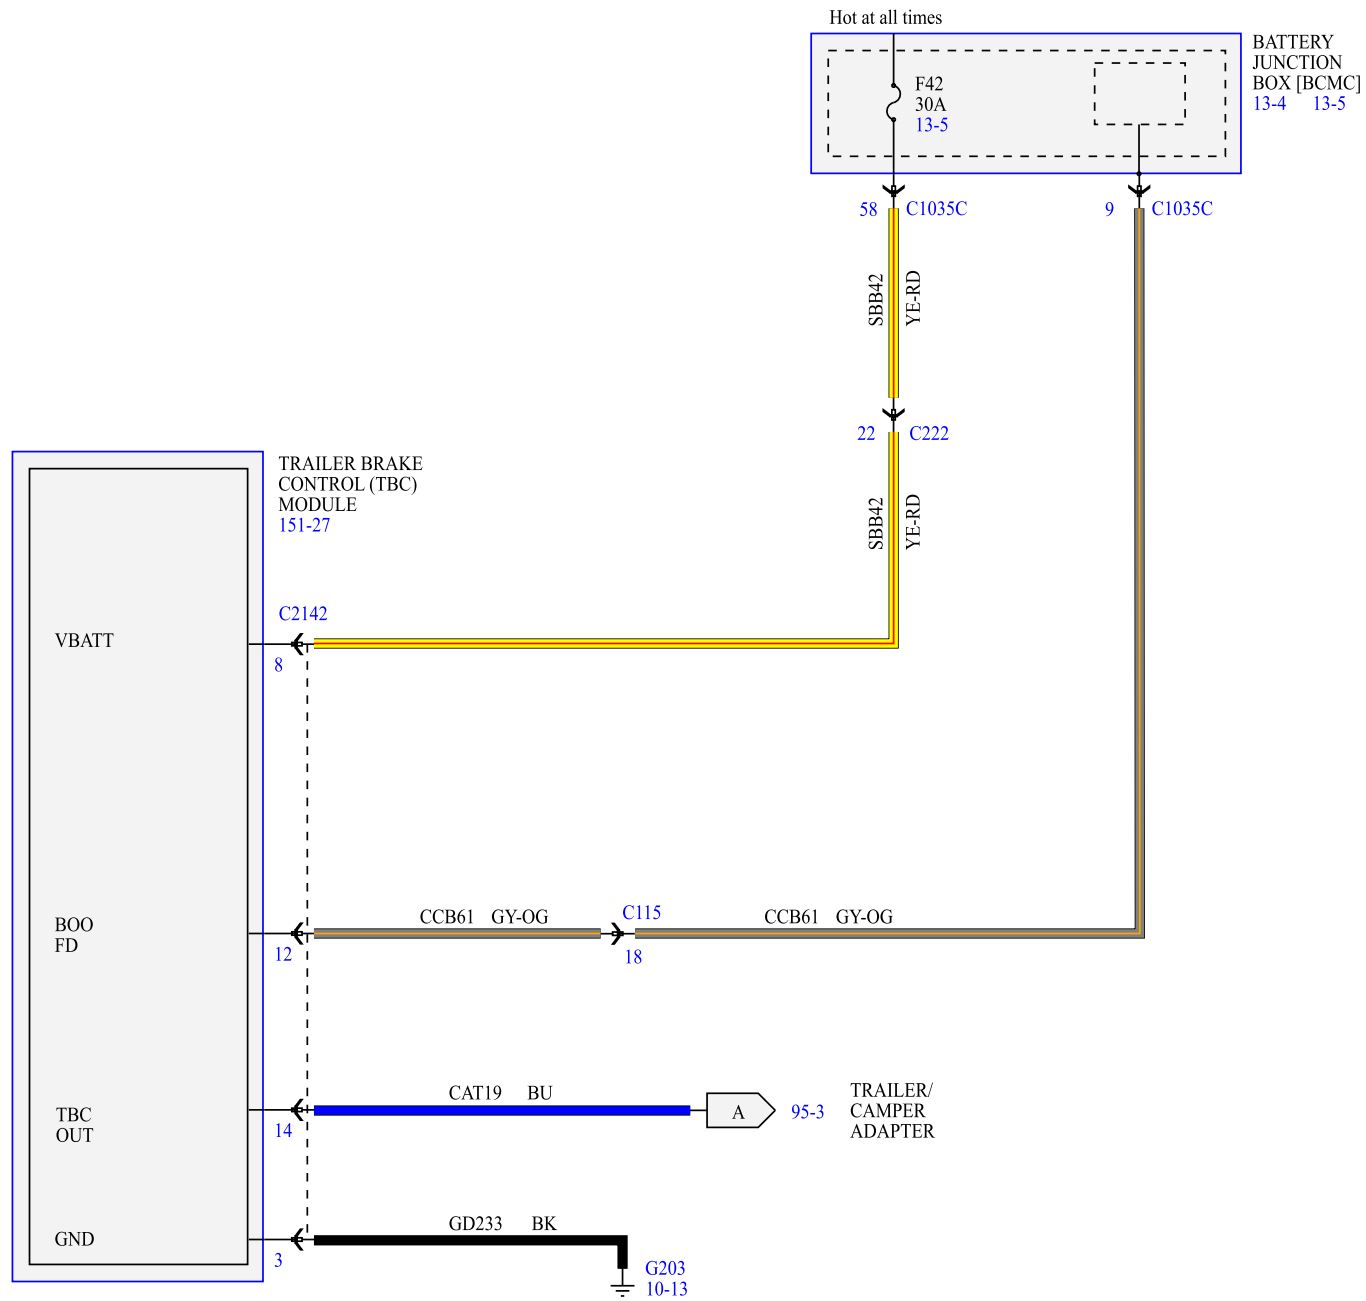 Hot at all times
BATTERY
JUNCTION
BOX [BCMC]
13-4 13-5
F42
30A
13-5
58 C1035C
9 C1035C
SBB42
YE-RD
22 C222
SBB42
YE-RD
TRAILER BRAKE
CONTROL (TBC)
MODULE
151-27
C2142
VBATT
8
BOO
FD
12
CCB61 GY-OG
C115
18
CCB61 GY-OG
TBC
OUT
14
CAT19 BU
A
95-3
TRAILER/
CAMPER
ADAPTER
GND
3
GD233 BK
G203
10-13